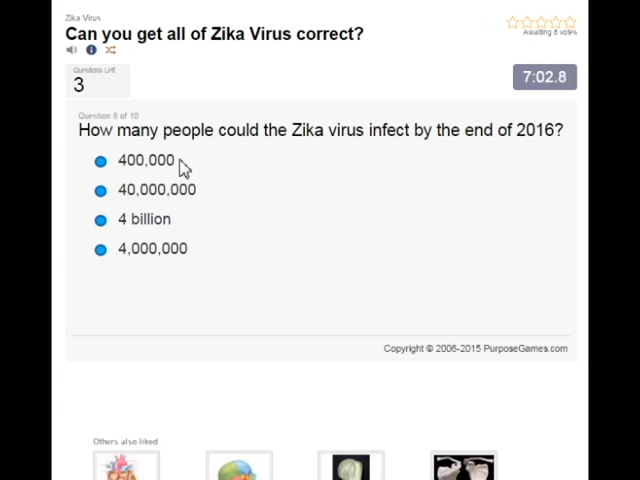 Zika Virus
Can you get all of Zika Virus correct?
Awaiting 8 votes
Questions Left
3
7:02.8
Question 8 of 10
How many people could the Zika virus infect by the end of 2016?
400,000
40,000,000
4 billion
4,000,000
Copyright © 2006-2015 PurposeGames.com
Others also liked